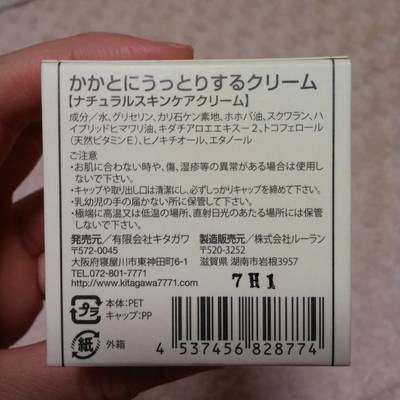 かかとにうっとりするクリーム
【ナチュラルスキンケアクリーム】
成分／水、グリセリン、カリ石ケン素地、ホホバ油、スクワラン、ハ
イブリッドヒマワリ油、キダチアロエエキスー2、トコフェロール
(天然ビタミンE)、ヒノキチオール、エタノール
ご注意
・お肌に合わない時や、傷、湿疹等の異常がある場合は使用し
ないで下さい。
・キャップや取り出し口は清潔にし、必ずしっかりキャップを締めて下さい。
・乳幼児の手の届かない所に保管して下さい。
・極端に高温又は低温の場所、直射日光のあたる場所には保管
しないで下さい。
発売元／有限会社キタガワ 製造販売元／株式会社ルーラン
〒572-0045 〒520-3252
大阪府寝屋川市東神田町6-1 滋賀県 湖南市岩根3957
TEL.072-801-7771
http://www.kitagawa7771.com
7H1
プラ 本体:PET
キャップ:PP
紙 外箱
4 537456 828774